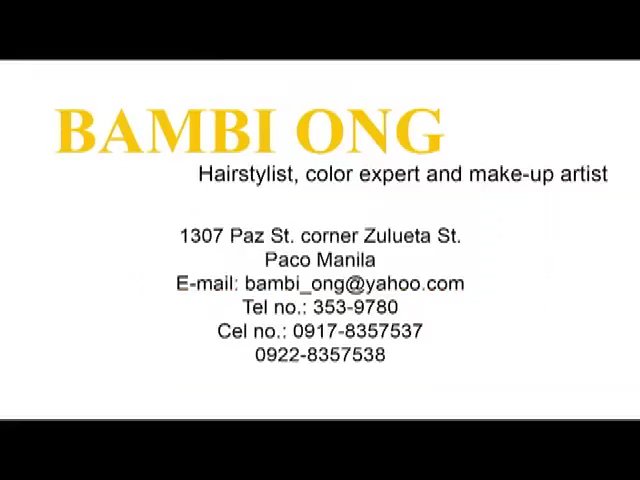 BAMBI ONG
Hairstylist, color expert and make-up artist
1307 Paz St. corner Zulueta St.
Paco Manila
E-mail: bambi_ong@yahoo.com
Tel no.: 353-9780
Cel no.: 0917-8357537
0922-8357538